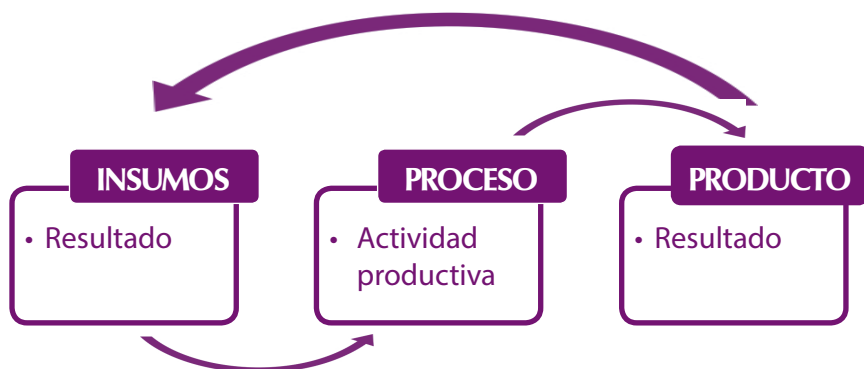 INSUMOS
• Resultado
PROCESO
• Actividad
productiva
PRODUCTO
• Resultado